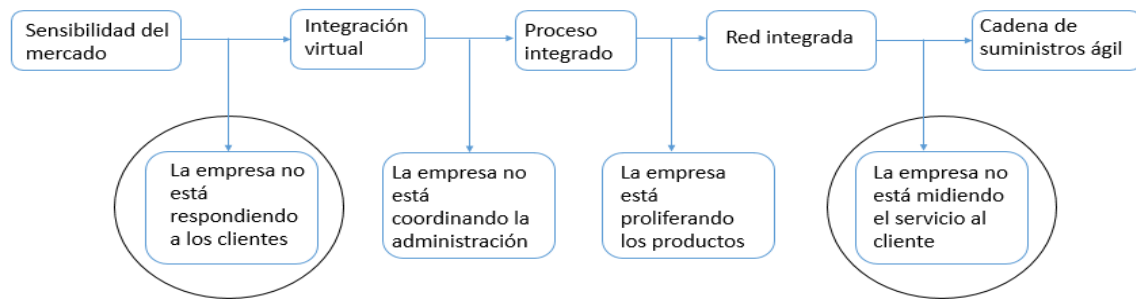 Sensibilidad del
mercado
Integración
virtual
Proceso
integrado
Red integrada
Cadena de
suministros ágil
La empresa no
está
respondiendo
a los clientes
La empresa no
está
coordinando la
administración
La empresa
está
proliferando
los productos
La empresa no
está midiendo
el servicio al
cliente